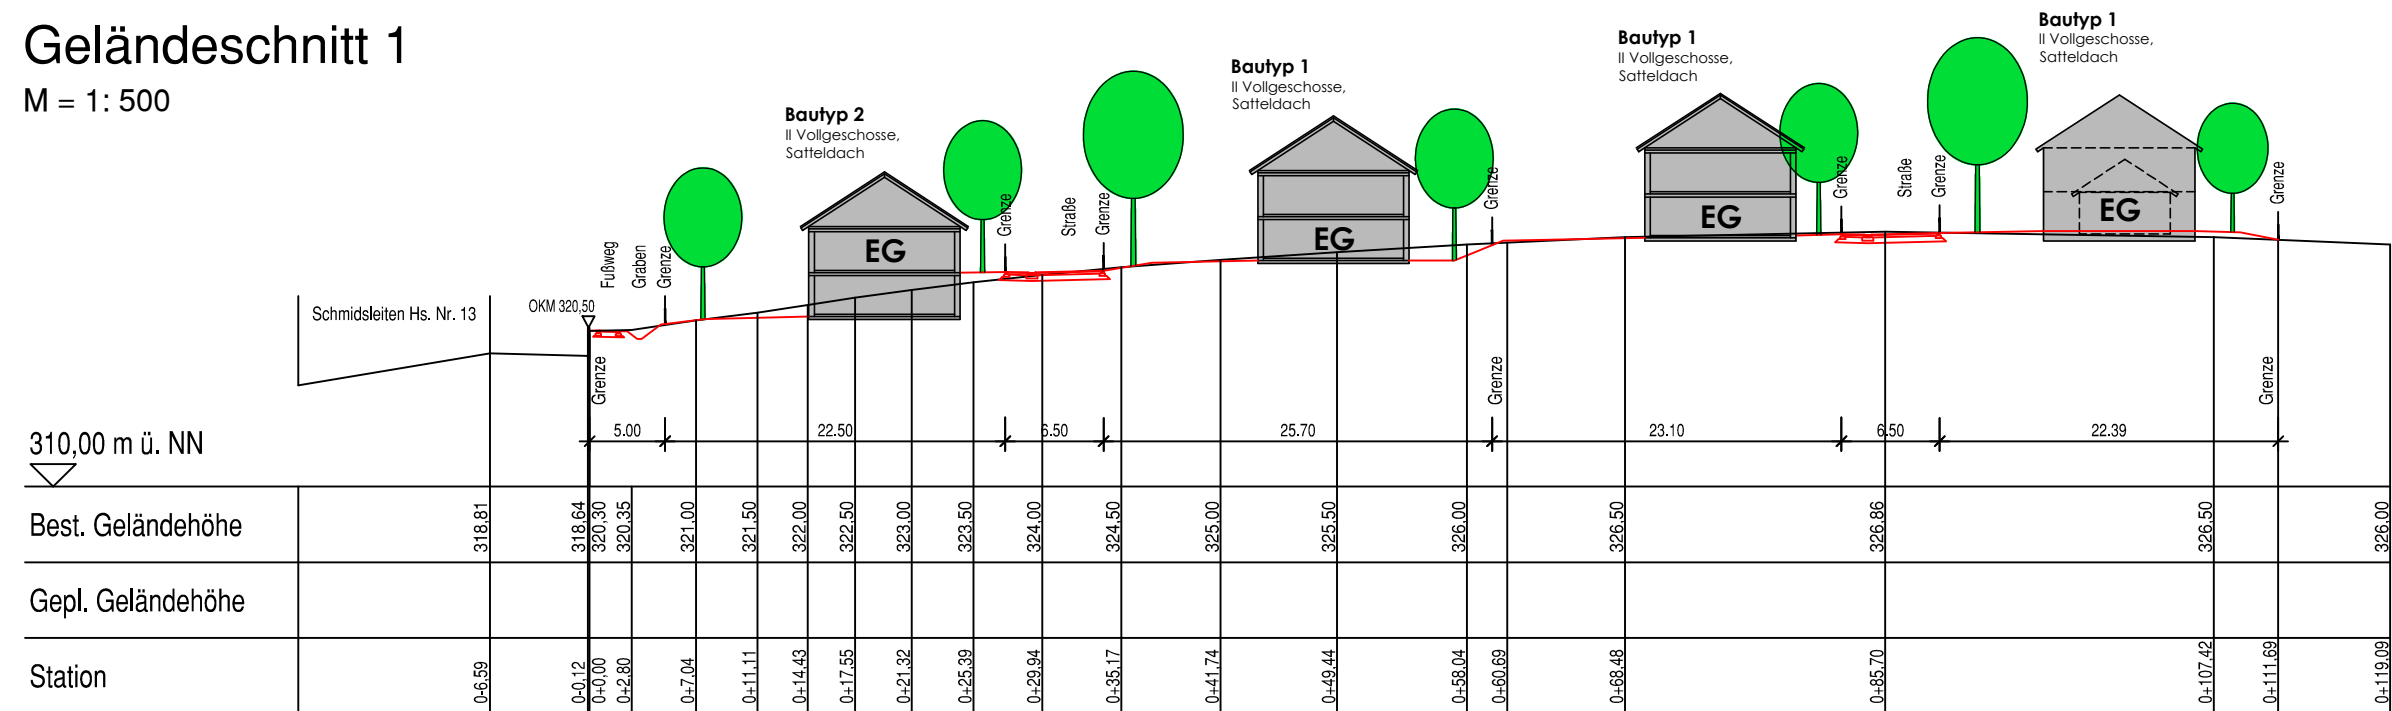 Geländeschnitt 1
M = 1: 500
Bautyp 2
II Vollgeschosse,
Satteldach
Bautyp 1
II Vollgeschosse,
Satteldach
Bautyp 1
II Vollgeschosse,
Satteldach
Bautyp 1
II Vollgeschosse,
Satteldach
EG
EG
EG
EG
Schmidsleiten Hs. Nr. 13
OKM 320,50
Fußweg
Graben
Grenze
Grenze
Straße
Grenze
Grenze
Grenze
Straße
Grenze
Grenze
Grenze
Grenze
Grenze
5.00
22.50
6.50
25.70
23.10
6.50
22.39
310,00 m ü. NN
Best. Geländehöhe
318,81
318,64
320,30
320,35
321,00
321,50
322,00
322,50
323,00
323,50
324,00
324,50
325,00
325,50
326,00
326,50
326,86
326,50
326,00
Gepl. Geländehöhe
Station
0-6,59
0-0,12
0+0,00
0+2,80
0+7,04
0+11,11
0+14,43
0+17,55
0+21,32
0+25,39
0+29,94
0+35,17
0+41,74
0+49,44
0+58,04
0+60,69
0+68,48
0+85,70
0+107,42
0+111,69
0+119,09